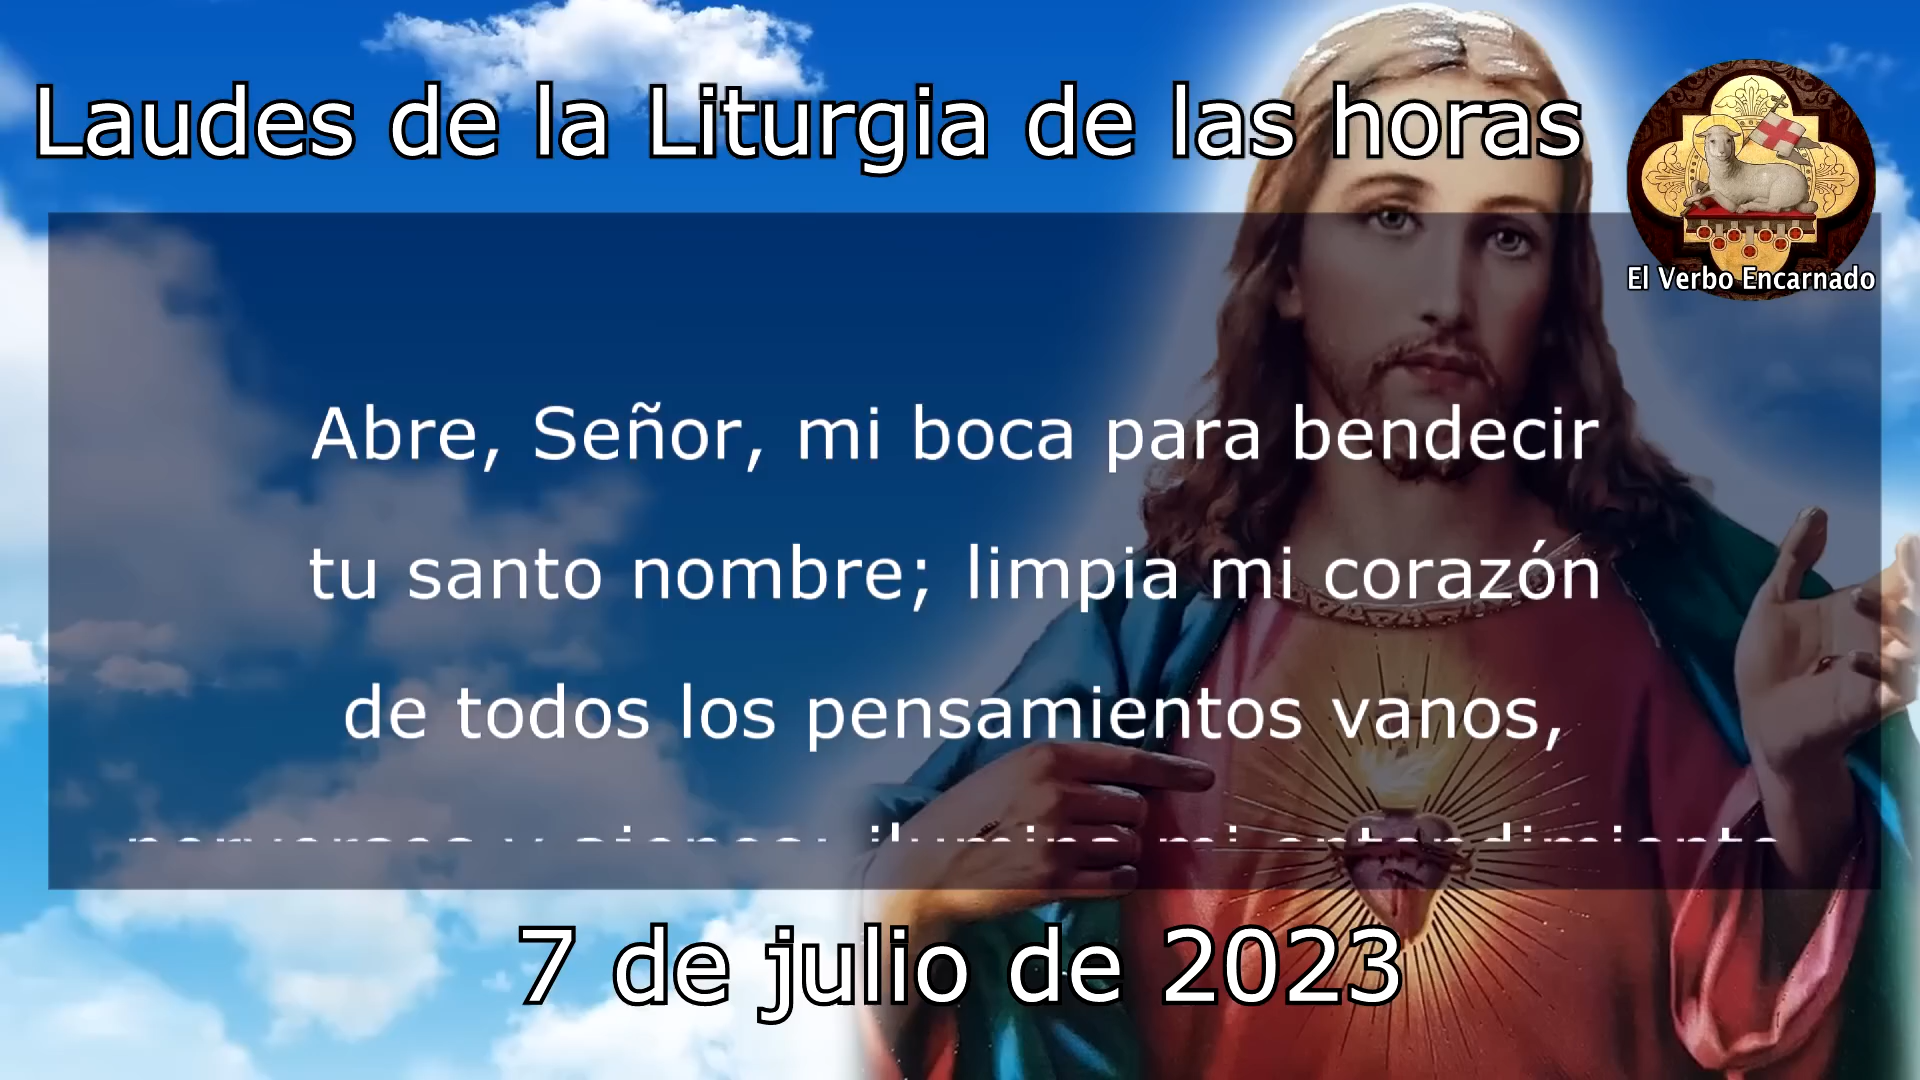 Laudes de la Liturgia de las horas
El Verbo Encarnado
Abre, Señor, mi boca para bendecir
tu santo nombre; limpia mi corazón
de todos los pensamientos vanos,
7 de julio de 2023